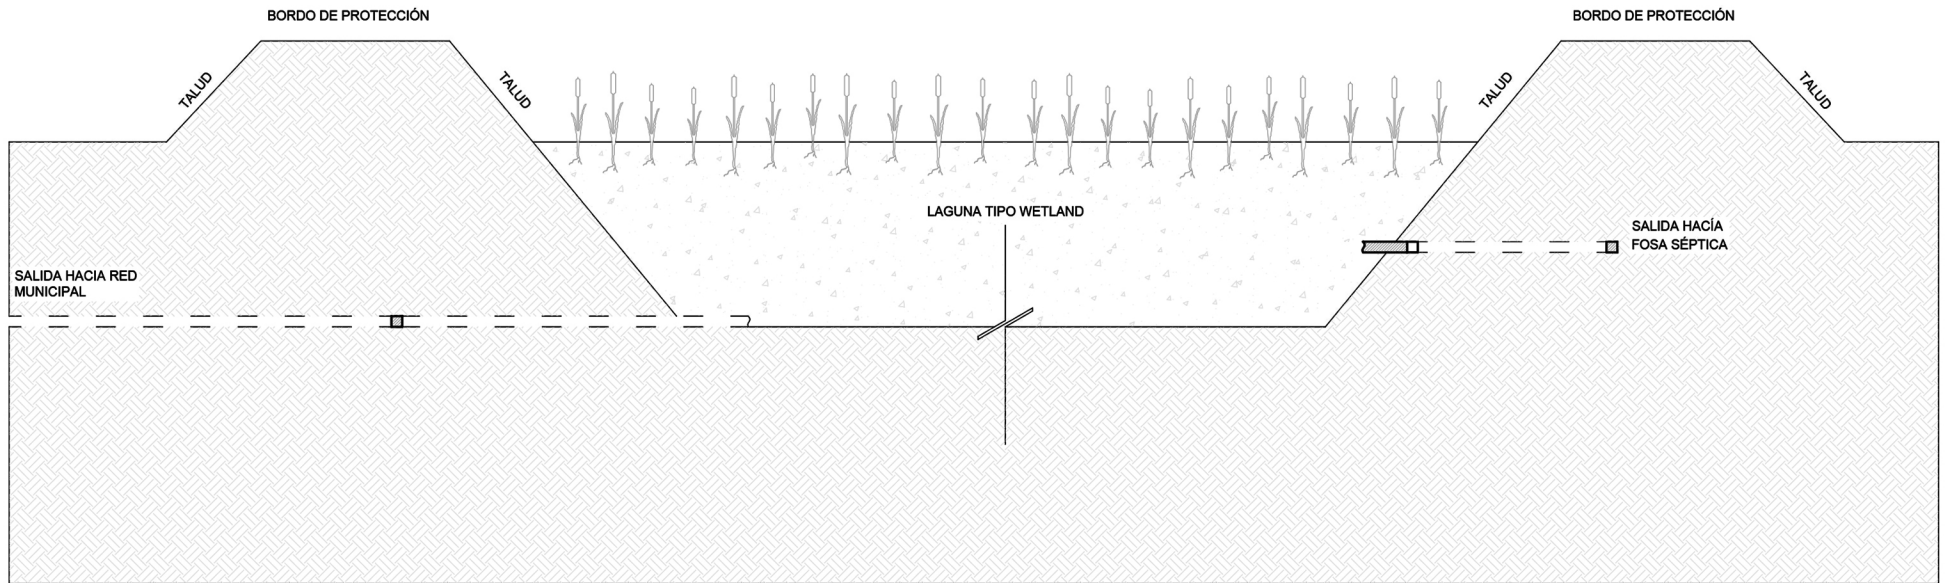 BORDO DE PROTECCIÓN
BORDO DE PROTECCIÓN
TALUD
TALUD
TALUD
TALUD
LAGUNA TIPO WETLAND
SALIDA HACÍA
FOSA SÉPTICA
SALIDA HACIA RED
MUNICIPAL